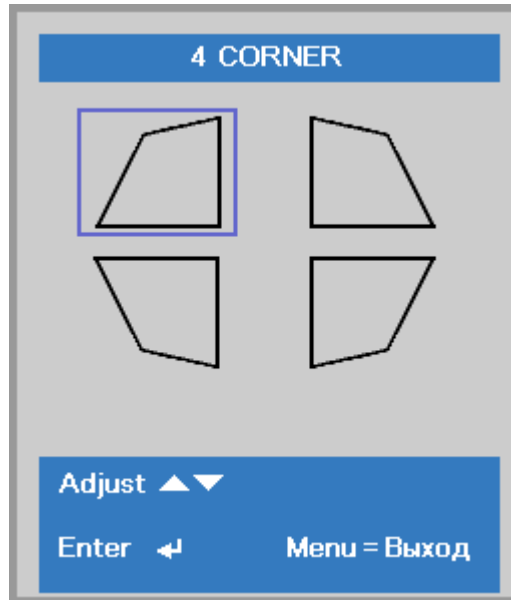 4 CORNER
Adjust ▲▼
Enter ↵ Menu = Выход